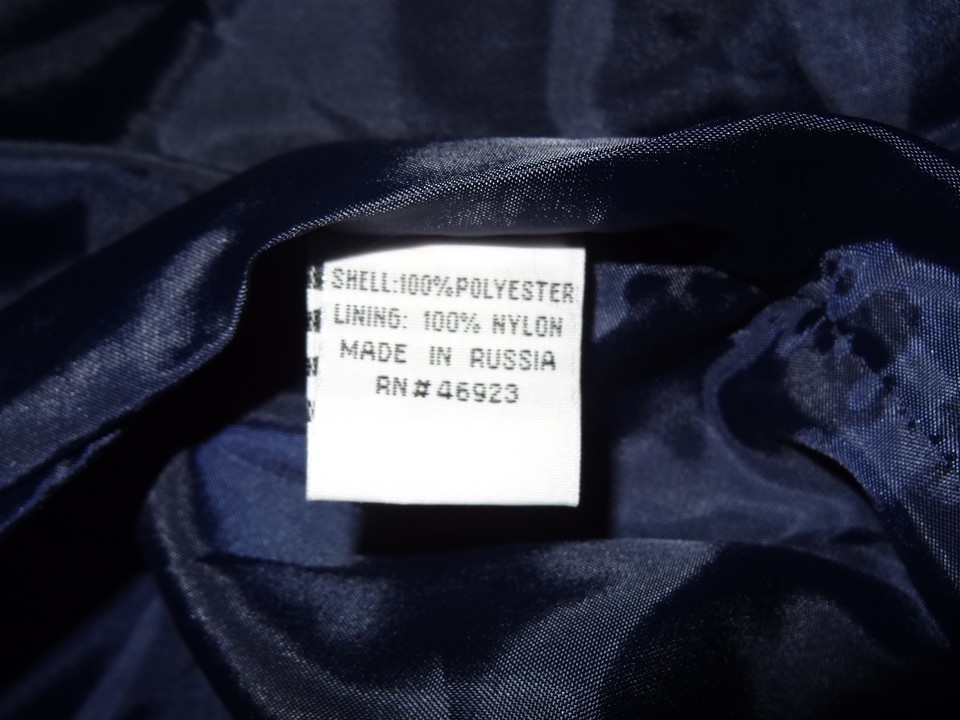 SHELL:100%POLYESTER
LINING: 100% NYLON
MADE IN RUSSIA
RN#46923